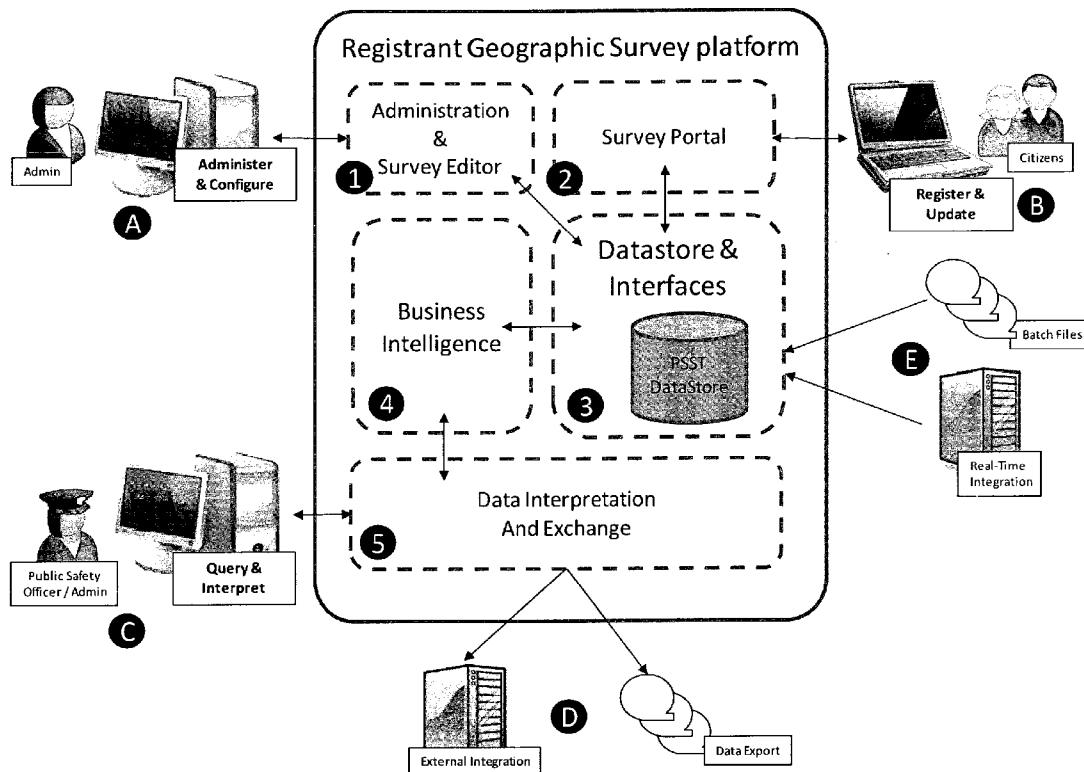 Registrant Geographic Survey platform
Administration
&
Survey Editor
1
Survey Portal
2
Admin
Administer
& Configure
A
Citizens
Register &
Update
B
Datastore &
Interfaces
PSST
DataStore
3
Business
Intelligence
4
Batch Files
E
Real-Time
Integration
Data Interpretation
And Exchange
5
Public Safety
Officer / Admin
Query &
Interpret
C
D
External Integration
Data Export